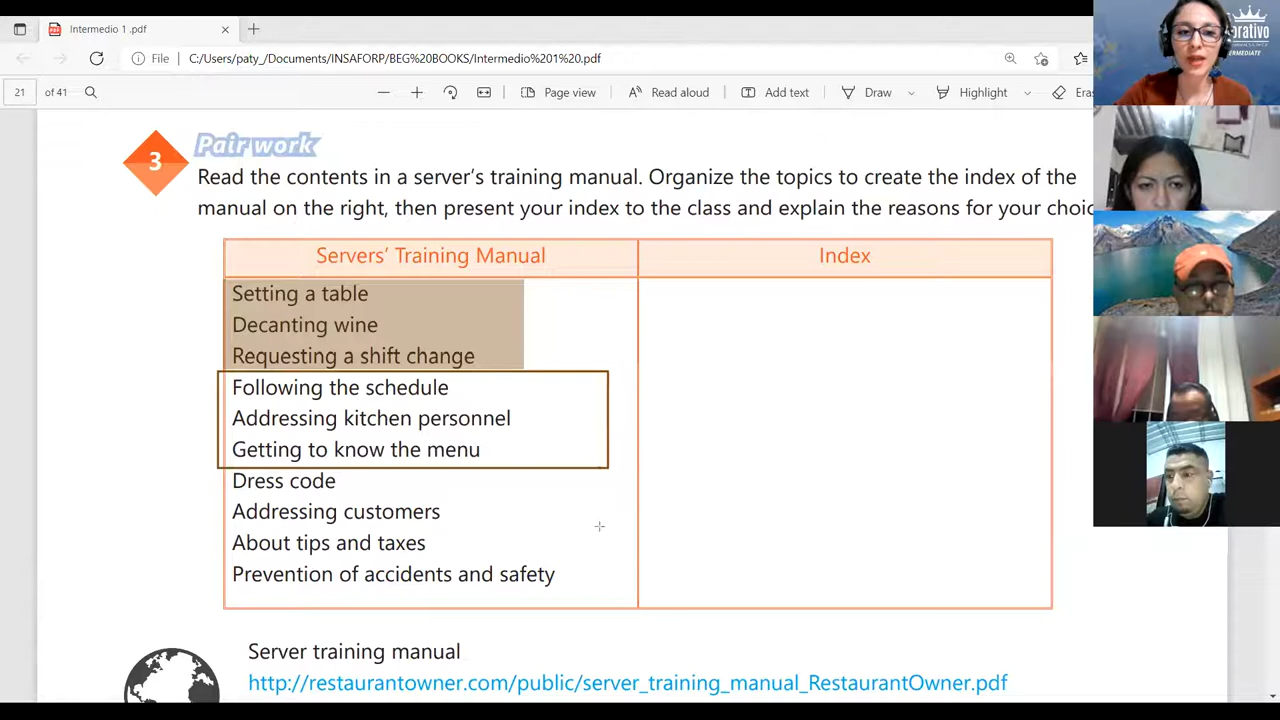 Intermedio 1 .pdf
File
C:/Users/paty_/Documents/INSAFORP/BEG%20BOOKS/Intermedio%201%20.pdf
21 of 41
Page view
Read aloud
Add text
Draw
Highlight
Eras
orativo
ERMEDIATE
3
Pair work
Read the contents in a server's training manual. Organize the topics to create the index of the
manual on the right, then present your index to the class and explain the reasons for your choic
Servers' Training Manual
Index
Setting a table
Decanting wine
Requesting a shift change
Following the schedule
Addressing kitchen personnel
Getting to know the menu
Dress code
Addressing customers
About tips and taxes
Prevention of accidents and safety
Server training manual
http://restaurantowner.com/public/server_training_manual_RestaurantOwner.pdf